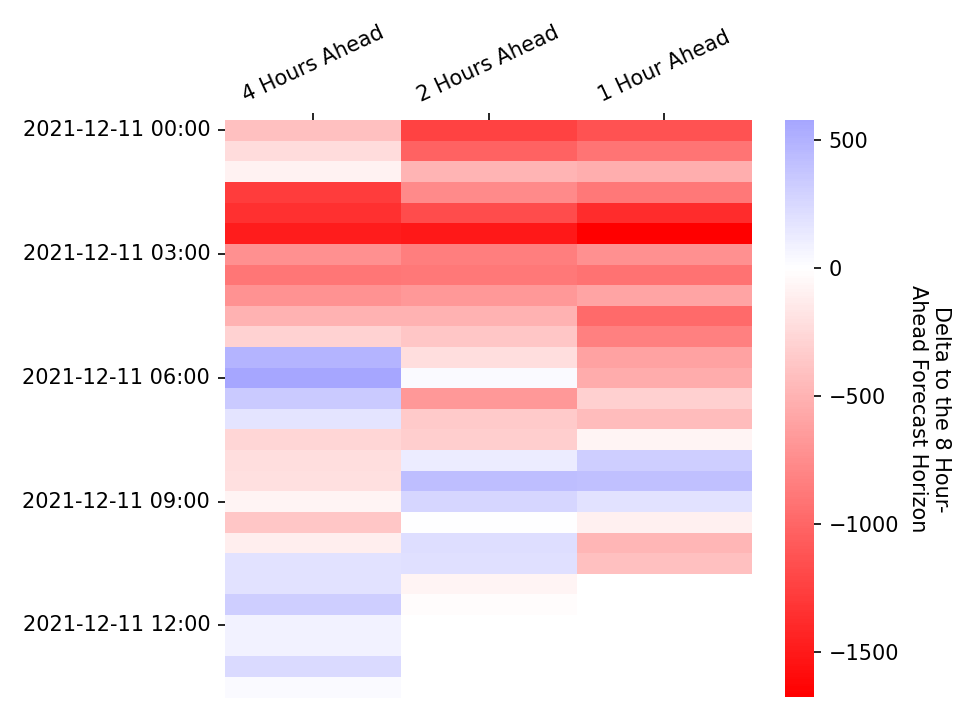 4 Hours Ahead
2 Hours Ahead
1 Hour Ahead
2021-12-11 00:00
2021-12-11 03:00
2021-12-11 06:00
2021-12-11 09:00
2021-12-11 12:00
500
0
−500
−1000
−1500
Delta to the 8 Hour-
Ahead Forecast Horizon